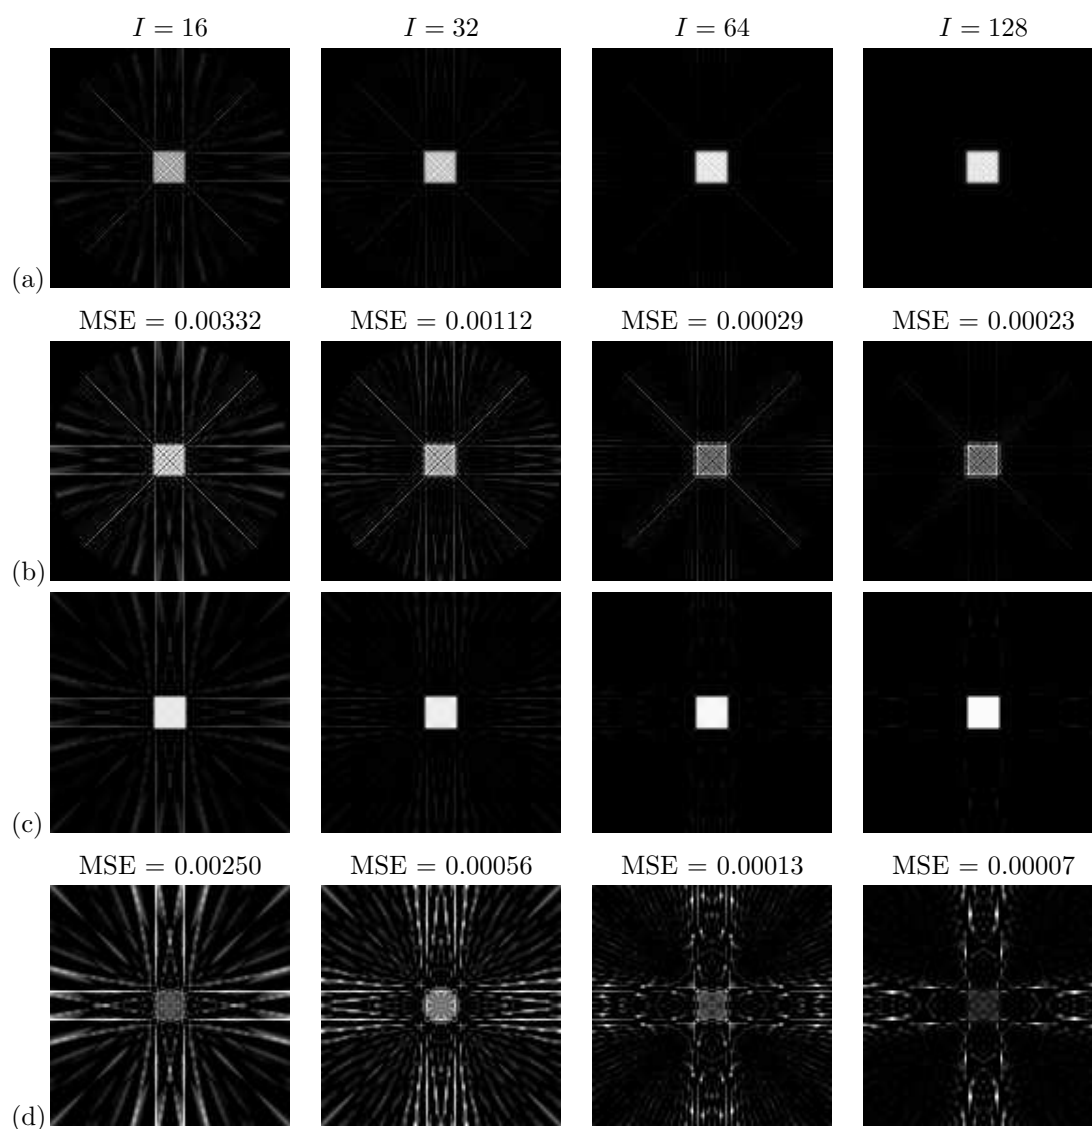 I = 16 I = 32 I = 64 I = 128
(a)
MSE = 0.00332 MSE = 0.00112 MSE = 0.00029 MSE = 0.00023
(b)
(c)
MSE = 0.00250 MSE = 0.00056 MSE = 0.00013 MSE = 0.00007
(d)